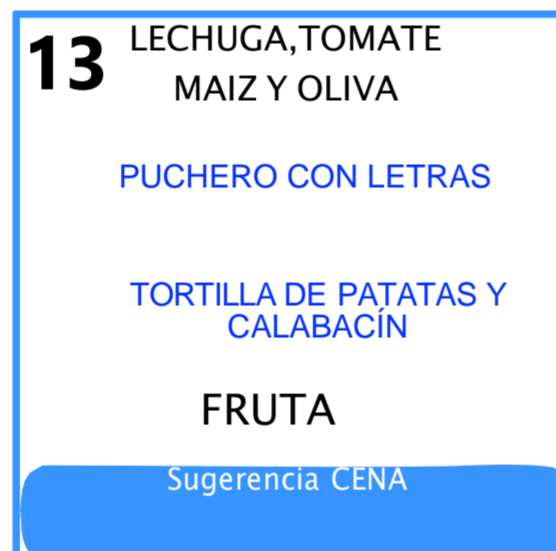 13
LECHUGA,TOMATE
MAIZ Y OLIVA
PUCHERO CON LETRAS
TORTILLA DE PATATAS Y
CALABACÍN
FRUTA
Sugerencia CENA